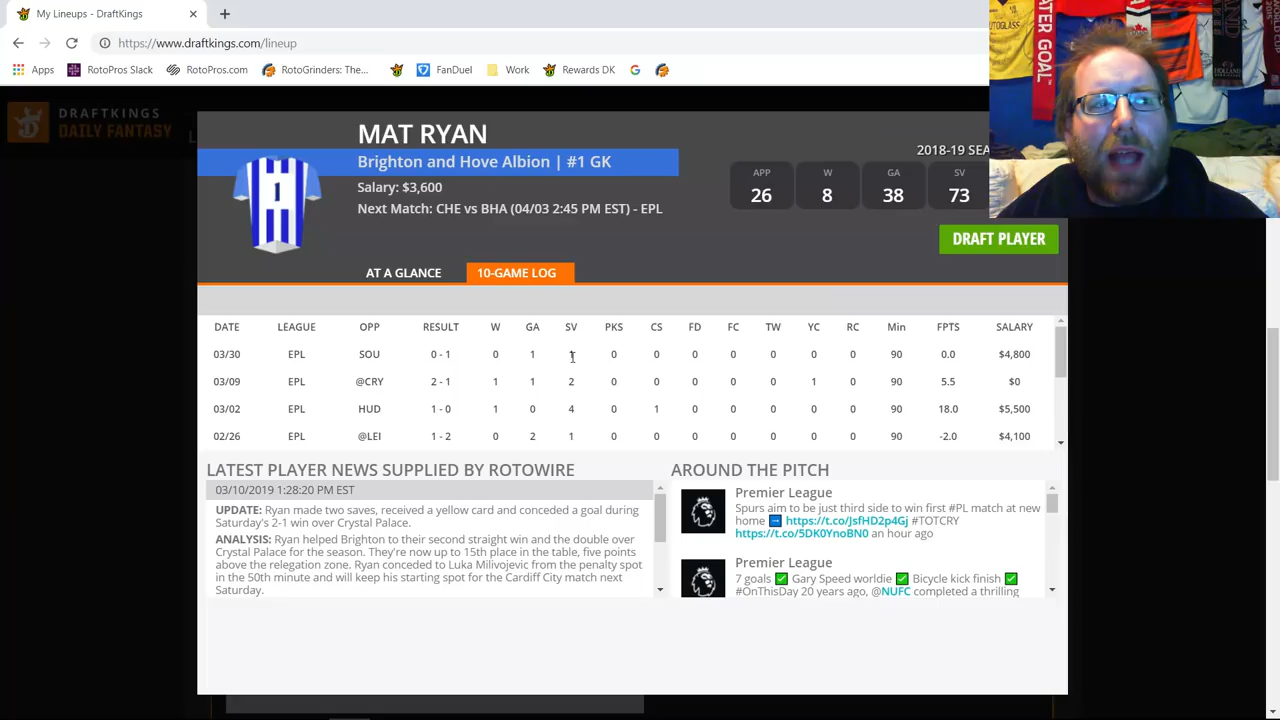 My Lineups - DraftKings
https://www.draftkings.com/lineup
Apps RotoPros Slack RotoPros.com RotoGrindersThe... FanDuel Work Rewards DK
DRAFTKINGS
DAILY FANTASY
MAT RYAN
Brighton and Hove Albion | #1 GK
Salary: $3,600
Next Match: CHE vs BHA (04/03 2:45 PM EST) - EPL
1
2018-19 SEA
APP W GA SV
26 8 38 73
DRAFT PLAYER
AT A GLANCE 10-GAME LOG
DATE LEAGUE OPP RESULT W GA SV PKS CS FD FC TW YC RC Min FPTS SALARY
03/30 EPL SOU 0 - 1 0 1 1 0 0 0 0 0 0 0 90 0.0 $4,800
03/09 EPL @CRY 2 - 1 1 1 2 0 0 0 0 0 1 0 90 5.5 $0
03/02 EPL HUD 1 - 0 1 0 4 0 1 0 0 0 0 0 90 18.0 $5,500
02/26 EPL @LEI 1 - 2 0 2 1 0 0 0 0 0 0 0 90 -2.0 $4,100
LATEST PLAYER NEWS SUPPLIED BY ROTOWIRE
03/10/2019 1:28:20 PM EST
UPDATE: Ryan made two saves, received a yellow card and conceded a goal during
Saturday's 2-1 win over Crystal Palace.
ANALYSIS: Ryan helped Brighton to their second straight win and the double over
Crystal Palace for the season. They're now up to 15th place in the table, five points
above the relegation zone. Ryan conceded to Luka Milivojevic from the penalty spot
in the 50th minute and will keep his starting spot for the Cardiff City match next
Saturday.
AROUND THE PITCH
Premier League
Spurs aim to be just third side to win first #PL match at new
home ➡️ https://t.co/JsfHD2p4Gj #TOTCRY
https://t.co/5DK0YnoBN0 an hour ago
Premier League
7 goals ✅ Gary Speed worldie ✅ Bicycle kick finish ✅
#OnThisDay 20 years ago, @NUFC completed a thrilling
AUTOGLASS
ATER GOAL
HOLLAND